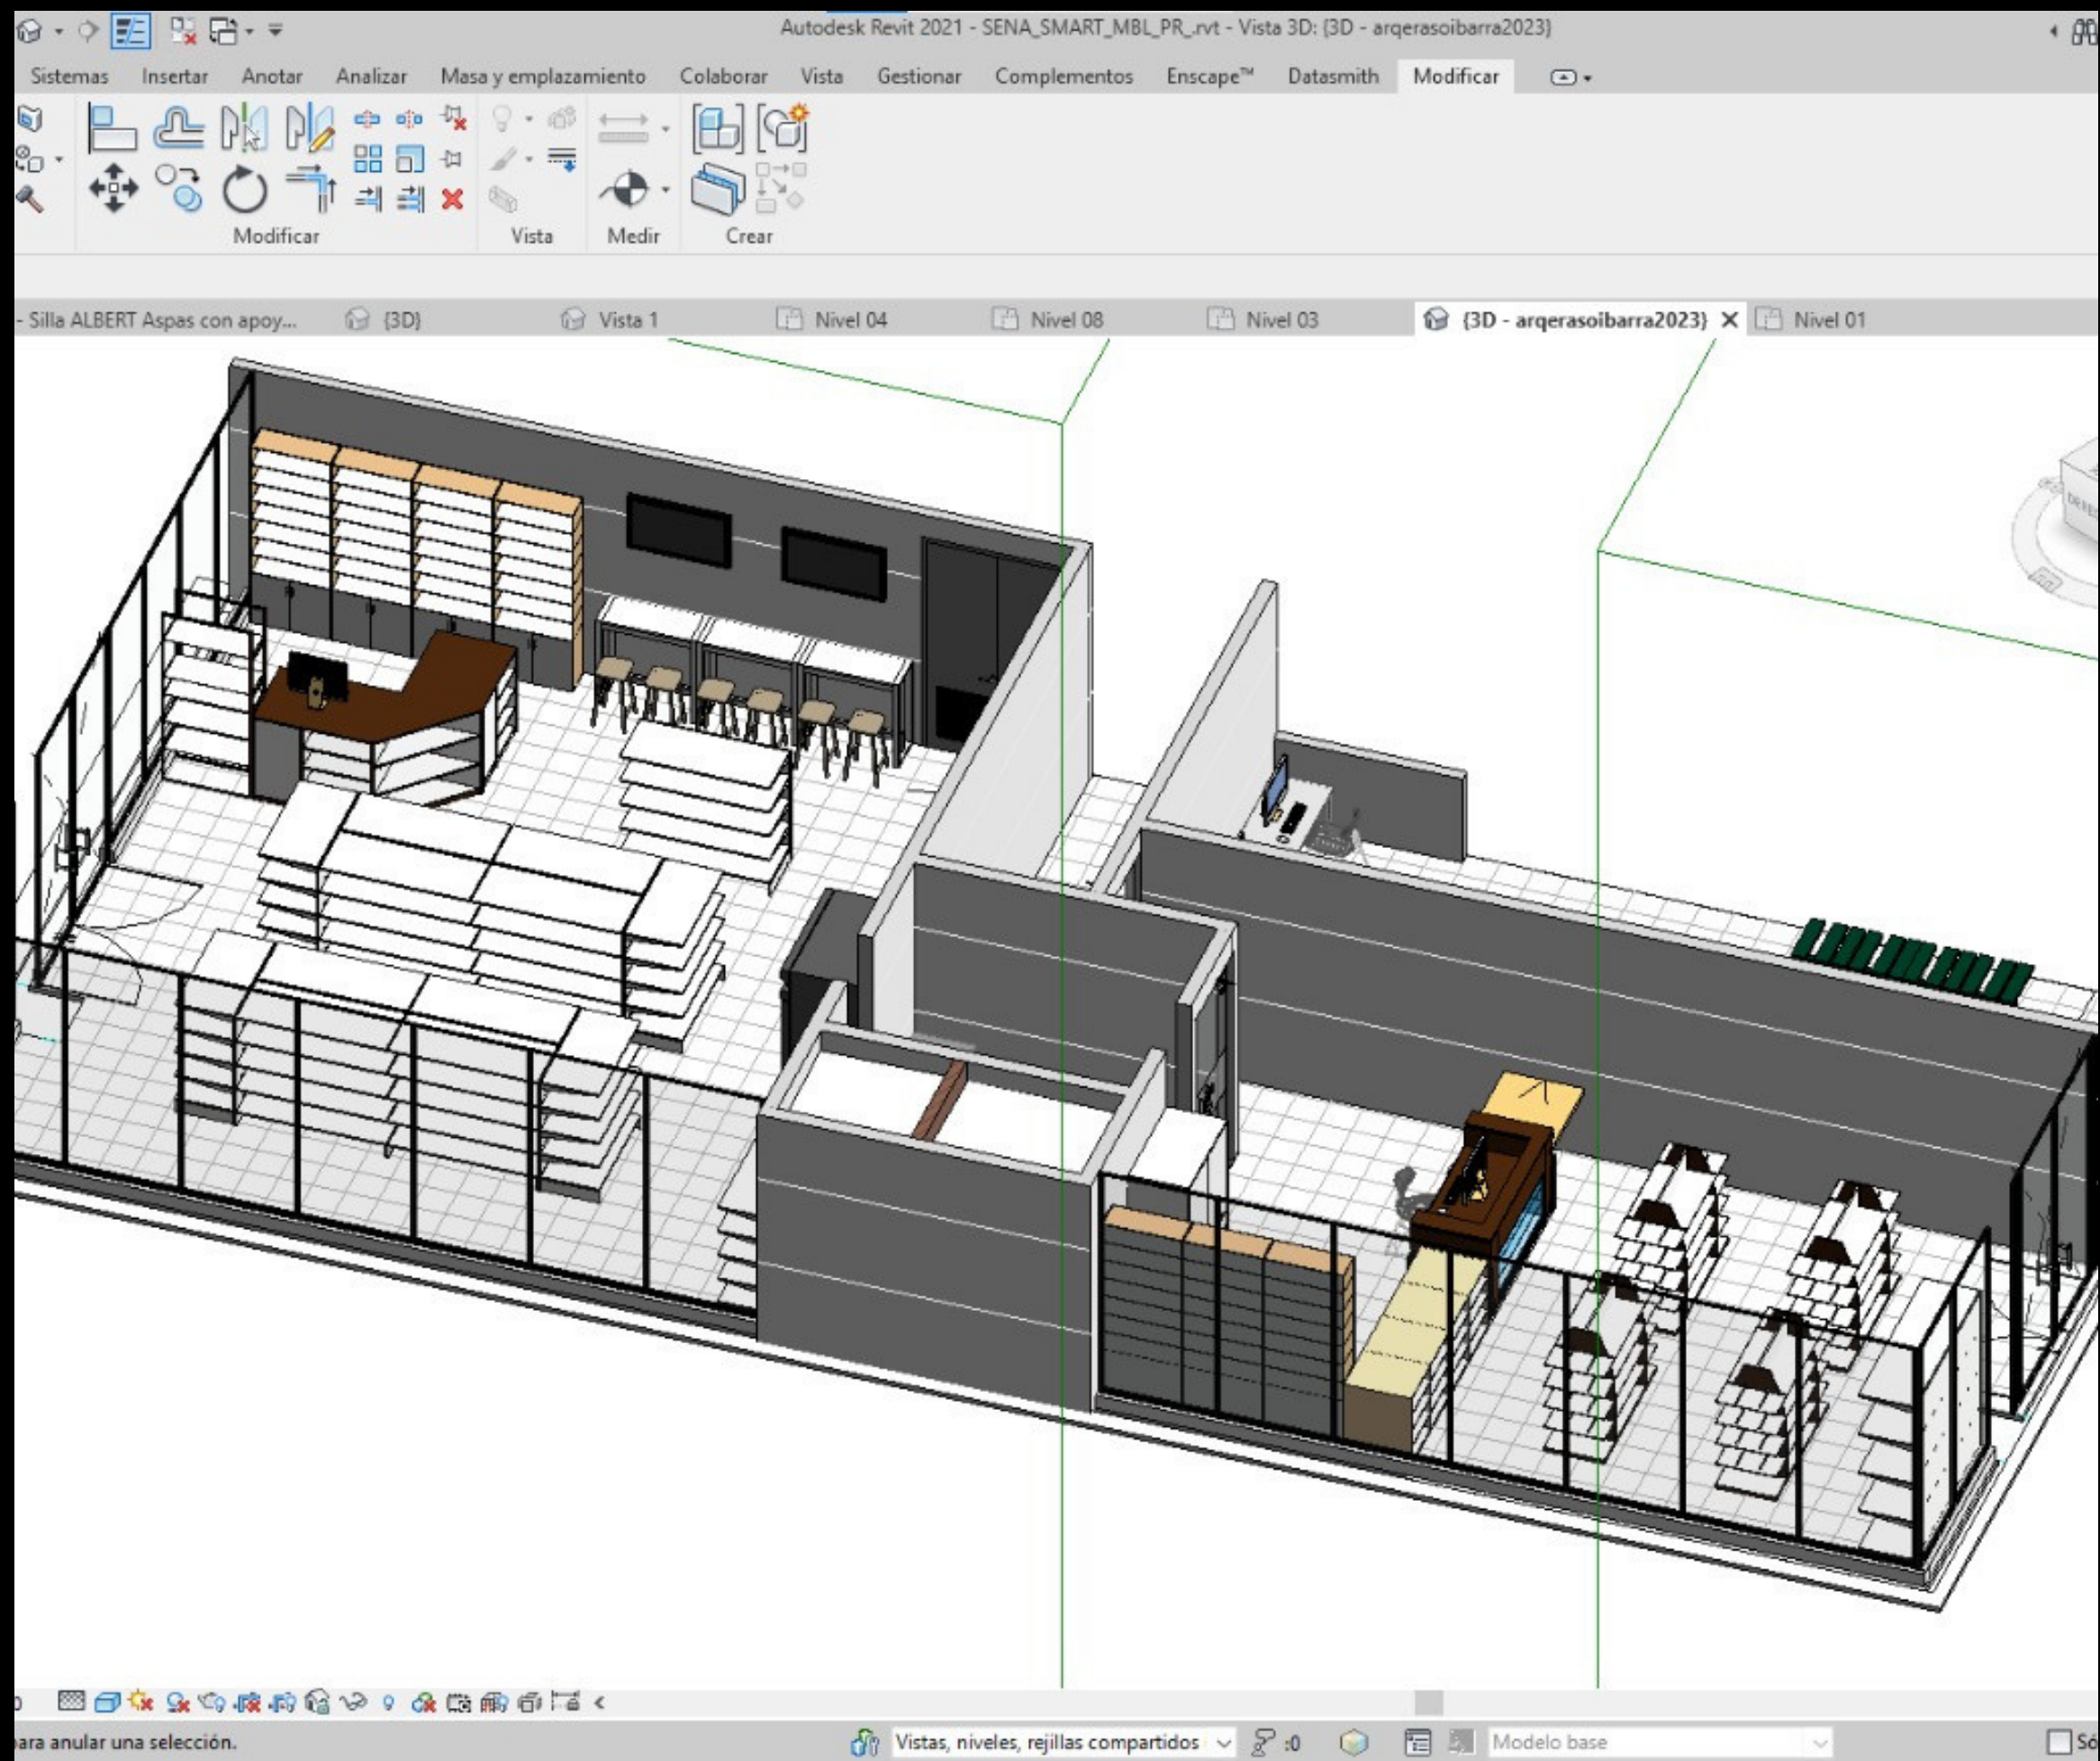 Autodesk Revit 2021 - SENA_SMART_MBL_PR_.rvt - Vista 3D: {3D - arqerasoibarra2023}
Sistemas Insertar Anotar Analizar Masa y emplazamiento Colaborar Vista Gestionar Complementos Enscape™ Datasmith Modificar
Modificar Vista Medir Crear
- Silla ALBERT Aspas con apoy... {3D} Vista 1 Nivel 04 Nivel 08 Nivel 03 {3D - arqerasoibarra2023} Nivel 01
para anular una selección. Vistas, niveles, rejillas compartidos :0 Modelo base